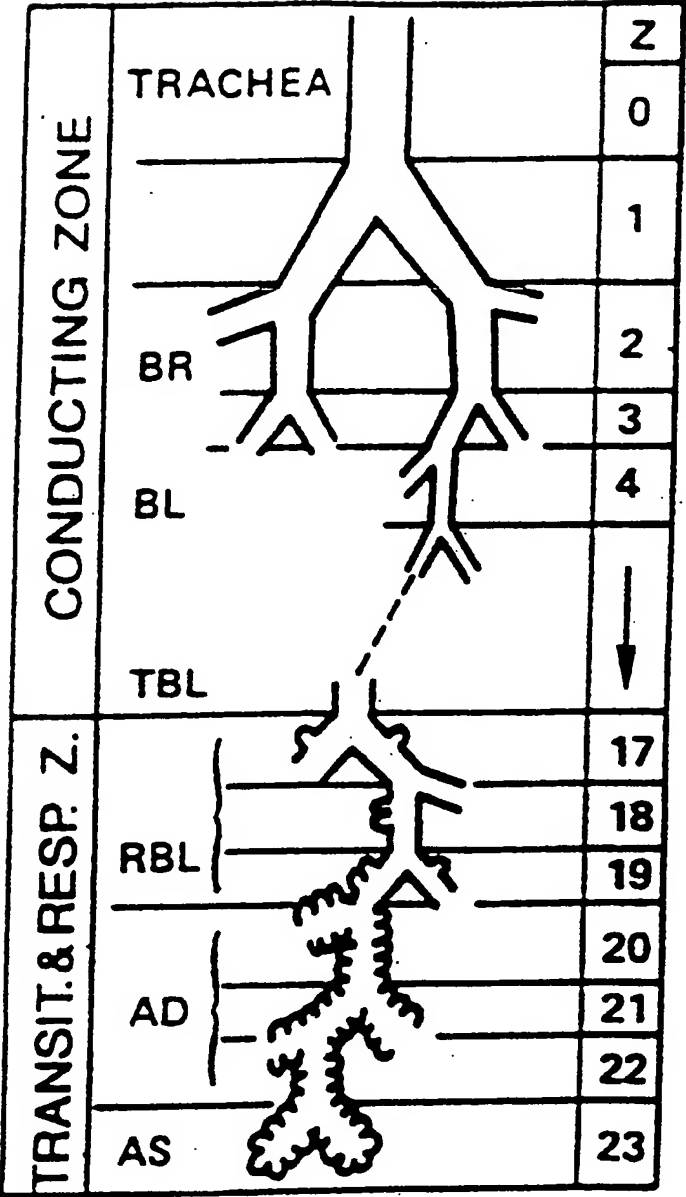 Z
TRACHEA
0
CONDUCTING ZONE
1
BR
2
3
BL
4
TBL
TRANSIT. & RESP. Z.
17
RBL
18
19
AD
20
21
22
AS
23